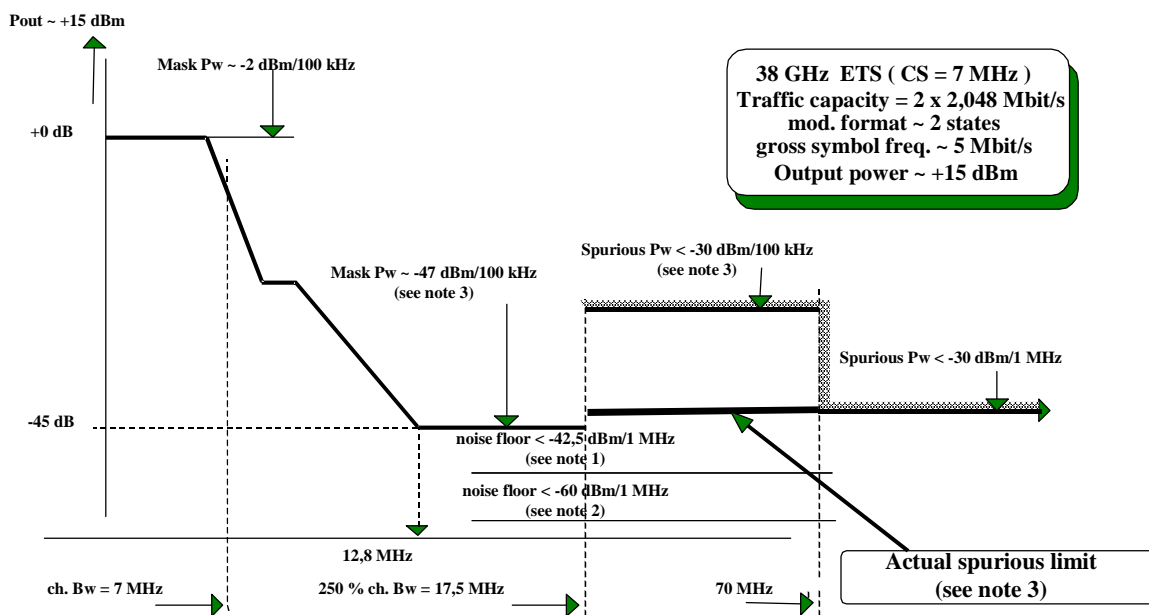 Pout ~ +15 dBm
Mask Pw ~ -2 dBm/100 kHz
38 GHz ETS ( CS = 7 MHz )
Traffic capacity = 2 x 2,048 Mbit/s
mod. format ~ 2 states
gross symbol freq. ~ 5 Mbit/s
Output power ~ +15 dBm
+0 dB
Mask Pw ~ -47 dBm/100 kHz
(see note 3)
Spurious Pw < -30 dBm/100 kHz
(see note 3)
Spurious Pw < -30 dBm/1 MHz
-45 dB
noise floor < -42,5 dBm/1 MHz
(see note 1)
noise floor < -60 dBm/1 MHz
(see note 2)
12,8 MHz
Actual spurious limit
(see note 3)
ch. Bw = 7 MHz
250 % ch. Bw = 17,5 MHz
70 MHz